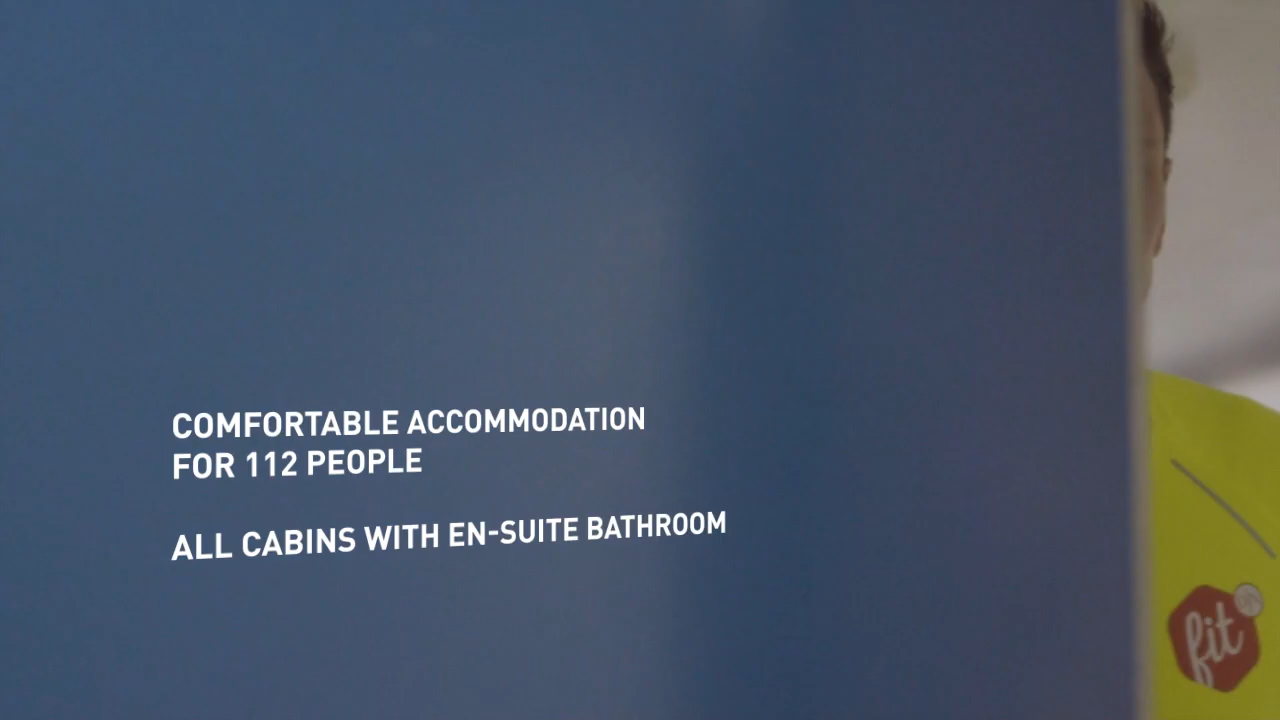 COMFORTABLE ACCOMMODATION
FOR 112 PEOPLE
ALL CABINS WITH EN-SUITE BATHROOM
fit